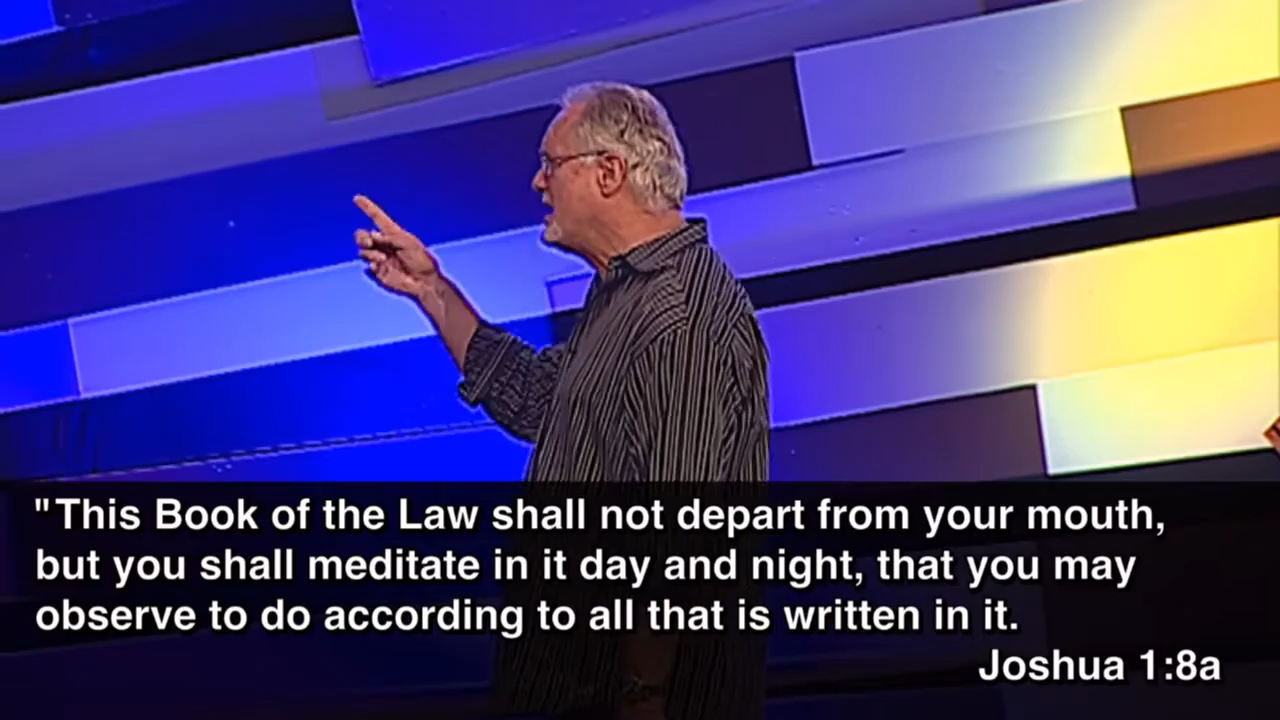 "This Book of the Law shall not depart from your mouth,
but you shall meditate in it day and night, that you may
observe to do according to all that is written in it.
Joshua 1:8a